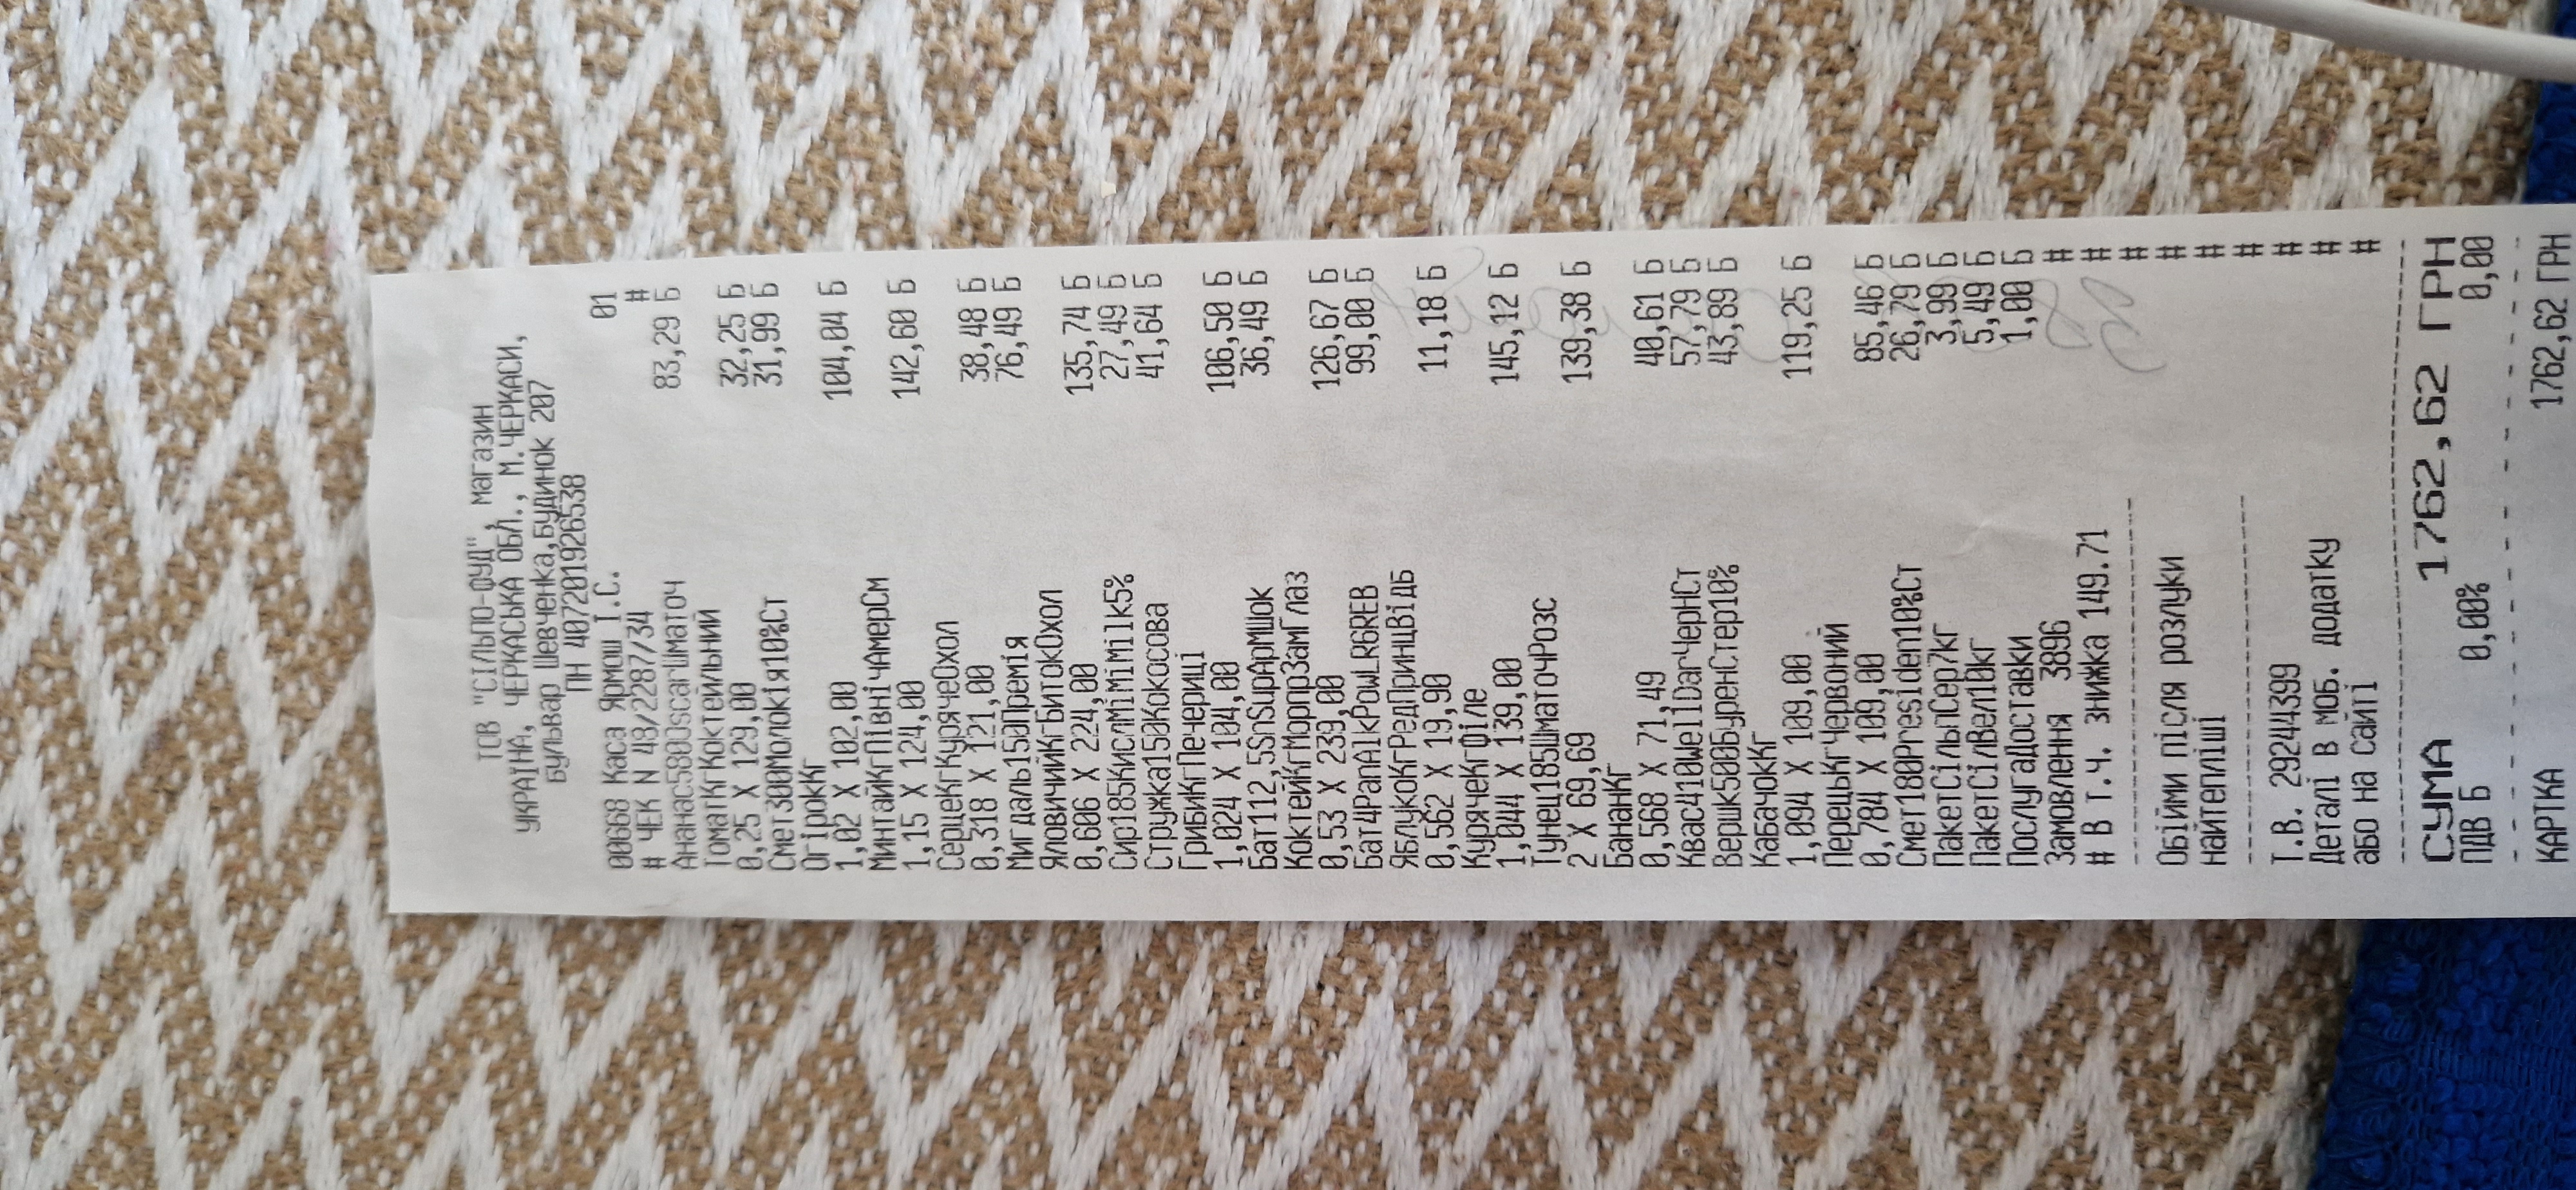 ТОВ "СІЛЬПО-ФУД", магазин
УКРАЇНА, ЧЕРКАСЬКА ОБЛ., М.ЧЕРКАСИ,
Бульвар Шевченка,Будинок 207
ПН 407201926538
00668 Каса Ярмош І.С. 01
# ЧЕК N 48/2287/34 #
Ананас580OscarШматоч 83,29 Б
ТоматКгКоктейльний
0,25 X 129,00 32,25 Б
Смет300Молокія10%Ст 31,99 Б
ОгірокКг
1,02 X 102,00 104,04 Б
МинтайКгПівнічАмерСм
1,15 X 124,00 142,60 Б
СерцеКгКурячеОхол
0,318 X 121,00 38,48 Б
Мигдаль150Премія 76,49 Б
ЯловичийКгБитокОхол
0,606 X 224,00 135,74 Б
Сир185КислМіМіМілк5% 27,49 Б
Стружка150Кокосова 41,64 Б
ГрибиКгПечериці
1,024 X 104,00 106,50 Б
Бат112,5SnSupАрМШок 36,49 Б
КоктейКгМорпрЗамГлаз
0,53 X 239,00 126,67 Б
Бат4PanAlkPowLR6REB 99,00 Б
ЯблукоКгРедПринцВідБ
0,562 X 19,90 11,18 Б
КурячеКгФіле
1,044 X 139,00 145,12 Б
Тунец185ШматочРозс
2 X 69,69 139,38 Б
БананКг
0,568 X 71,49 40,61 Б
Квас410WellDarЧерНСт 57,79 Б
Вершк500БуренСтер10% 43,89 Б
КабачокКг
1,094 X 109,00 119,25 Б
ПерецьКгЧервоний
0,784 X 109,00 85,46 Б
Смет180Presiden10%Ст 26,79 Б
ПакетСільпСер7кг 3,99 Б
ПакетСілВел10кг 5,49 Б
ПослугаДоставки 1,00 Б
Замовлення 3896 #
# В т.ч. знижка 149.71 #
---------------------- #
Обійми після розлуки #
найтепліші #
---------------------- #
Т.В. 29244399 #
Деталі в моб. додатку #
або на сайті #
СУМА 1762,62 ГРН
ПДВ Б 0,00% 0,00
КАРТКА 1762,62 ГРН